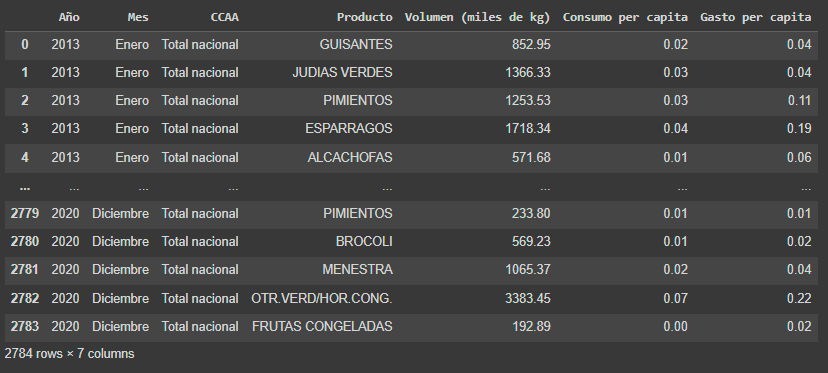 Año Mes CCAA Producto Volumen (miles de kg) Consumo per capita Gasto per capita
0 2013 Enero Total nacional GUISANTES 852.95 0.02 0.04
1 2013 Enero Total nacional JUDIAS VERDES 1366.33 0.03 0.04
2 2013 Enero Total nacional PIMIENTOS 1253.53 0.03 0.11
3 2013 Enero Total nacional ESPARRAGOS 1718.34 0.04 0.19
4 2013 Enero Total nacional ALCACHOFAS 571.68 0.01 0.06
... ... ... ... ... ... ... ...
2779 2020 Diciembre Total nacional PIMIENTOS 233.80 0.01 0.01
2780 2020 Diciembre Total nacional BROCOLI 569.23 0.01 0.02
2781 2020 Diciembre Total nacional MENESTRA 1065.37 0.02 0.04
2782 2020 Diciembre Total nacional OTR.VERD/HOR.CONG. 3383.45 0.07 0.22
2783 2020 Diciembre Total nacional FRUTAS CONGELADAS 192.89 0.00 0.02
2784 rows × 7 columns